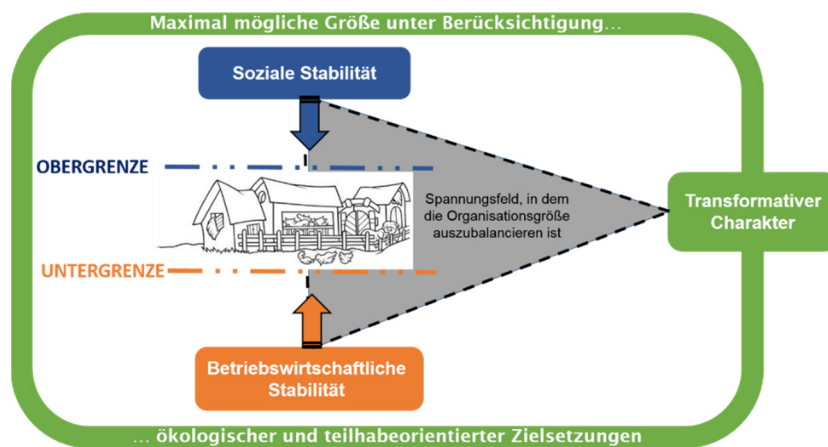 Maximal mögliche Größe unter Berücksichtigung...
Soziale Stabilität
OBERGRENZE
Spannungsfeld, in dem
die Organisationsgröße
auszubalancieren ist
Transformativer
Charakter
UNTERGRENZE
Betriebswirtschaftliche
Stabilität
... ökologischer und teilhabeorientierter Zielsetzungen